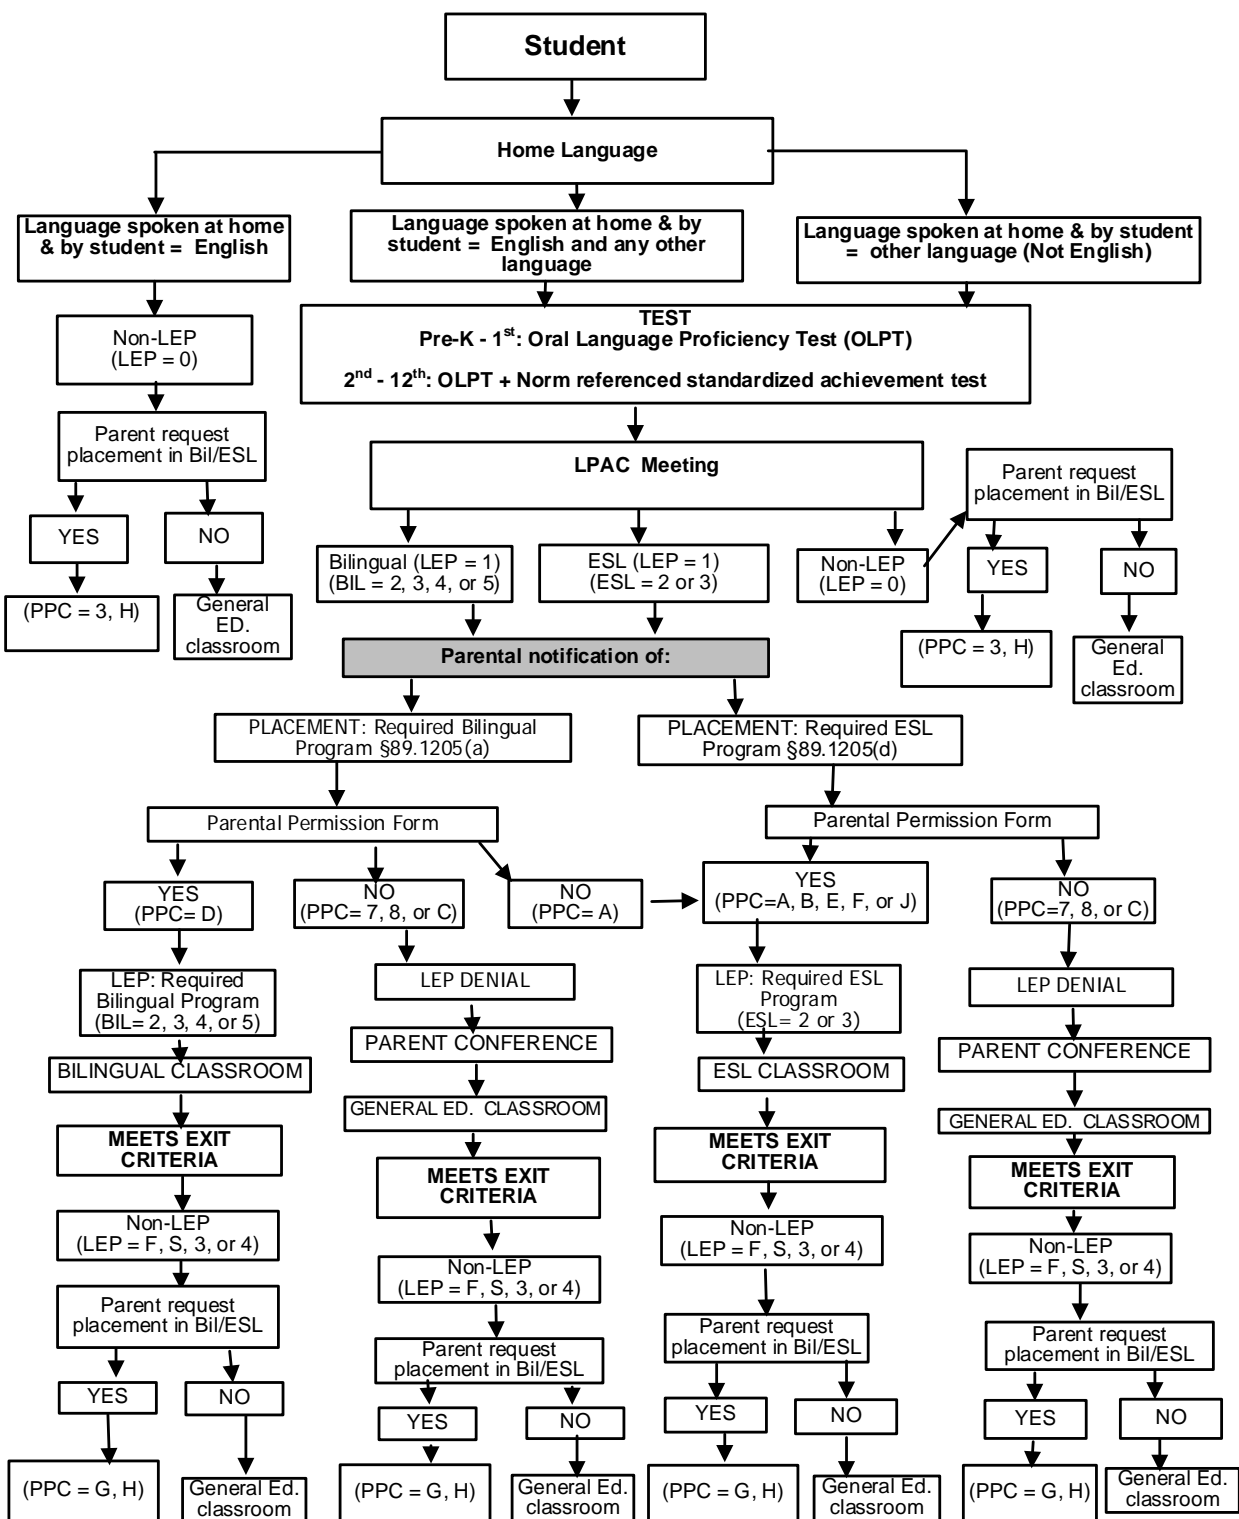 Student
Home Language
Language spoken at home
& by student = English
Language spoken at home & by
student = English and any other
language
Language spoken at home & by student
= other language (Not English)
Non-LEP
(LEP = 0)
TEST
Pre-K - 1st: Oral Language Proficiency Test (OLPT)
2nd - 12th: OLPT + Norm referenced standardized achievement test
Parent request
placement in Bil/ESL
YES
NO
(PPC = 3, H)
General
ED.
classroom
LPAC Meeting
Bilingual (LEP = 1)
(BIL = 2, 3, 4, or 5)
ESL (LEP = 1)
(ESL = 2 or 3)
Non-LEP
(LEP = 0)
Parent request
placement in Bil/ESL
YES
NO
(PPC = 3, H)
General
Ed.
classroom
Parental notification of:
PLACEMENT: Required Bilingual
Program §89.1205(a)
PLACEMENT: Required ESL
Program §89.1205(d)
Parental Permission Form
Parental Permission Form
YES
(PPC= D)
NO
(PPC= 7, 8, or C)
NO
(PPC= A)
YES
(PPC=A, B, E, F, or J)
NO
(PPC=7, 8, or C)
LEP: Required
Bilingual Program
(BIL= 2, 3, 4, or 5)
BILINGUAL CLASSROOM
MEETS EXIT
CRITERIA
Non-LEP
(LEP = F, S, 3, or 4)
Parent request
placement in Bil/ESL
YES
NO
(PPC = G, H)
General Ed.
classroom
LEP DENIAL
PARENT CONFERENCE
GENERAL ED. CLASSROOM
MEETS EXIT
CRITERIA
Non-LEP
(LEP = F, S, 3, or 4)
Parent request
placement in Bil/ESL
YES
NO
(PPC = G, H)
General Ed.
classroom
LEP: Required ESL
Program
(ESL= 2 or 3)
ESL CLASSROOM
MEETS EXIT
CRITERIA
Non-LEP
(LEP = F, S, 3, or 4)
Parent request
placement in Bil/ESL
YES
NO
(PPC = G, H)
General Ed.
classroom
LEP DENIAL
PARENT CONFERENCE
GENERAL ED. CLASSROOM
MEETS EXIT
CRITERIA
Non-LEP
(LEP = F, S, 3, or 4)
Parent request
placement in Bil/ESL
YES
NO
(PPC = G, H)
General Ed.
classroom